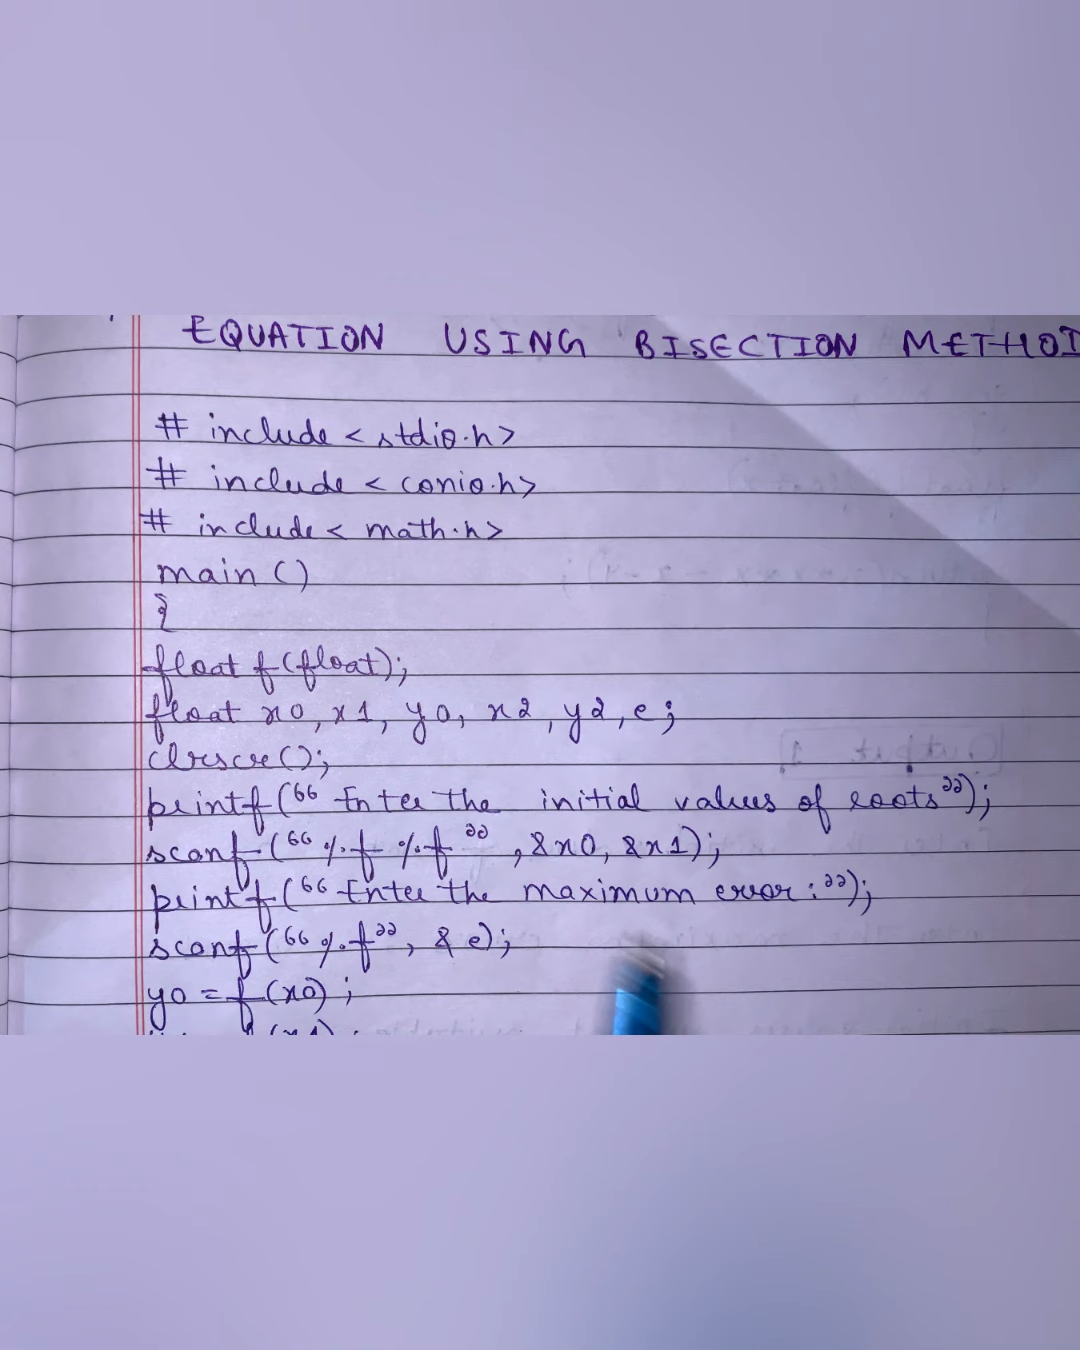 EQUATION USING BISECTION METHOD
# include < stdio.h>
# include < conio.h>
# include < math.h>
main ()
{
float f (float);
float x0, x1, y0, x2, y2, e;
clrscr ();
printf (“ Enter the initial values of roots”);
scanf (“ %f %f ” , &x0, &x1);
printf (“ Enter the maximum error : ”);
scanf (“ %f”, & e);
y0 = f (x0) ;